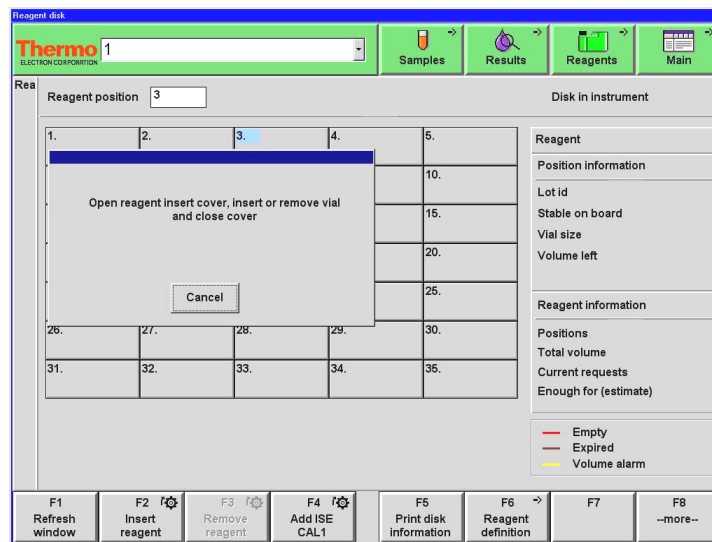 Reagent disk
Thermo
ELECTRON CORPORATION
1
Samples
Results
Reagents
Main
Rea
Reagent position 3
Disk in instrument
1. 2. 3. 4. 5.
10.
15.
20.
25.
26. 27. 28. 29. 30.
31. 32. 33. 34. 35.
Open reagent insert cover, insert or remove vial
and close cover
Cancel
Reagent
Position information
Lot id
Stable on board
Vial size
Volume left
Reagent information
Positions
Total volume
Current requests
Enough for (estimate)
Empty
Expired
Volume alarm
F1
Refresh
window
F2
Insert
reagent
F3
Remove
reagent
F4
Add ISE
CAL1
F5
Print disk
information
F6
Reagent
definition
F7
F8
--more--